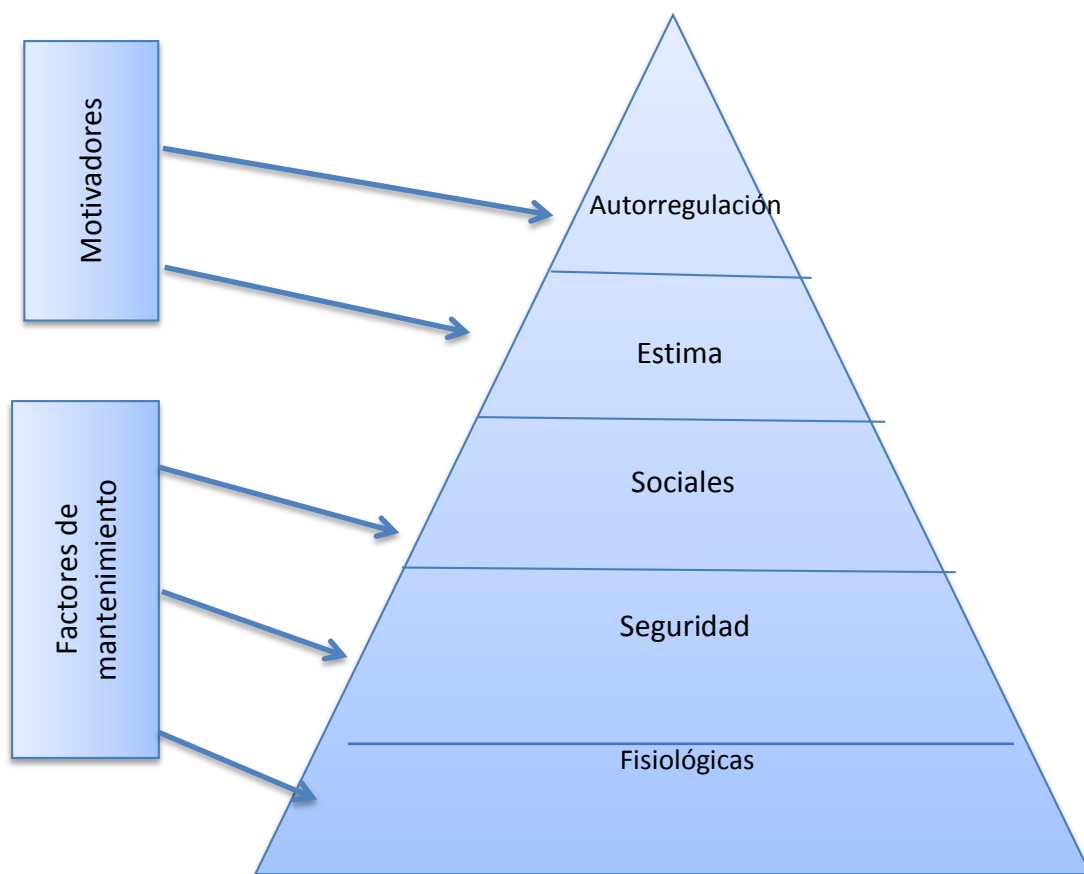 Motivadores
Factores de
mantenimiento
Autorregulación
Estima
Sociales
Seguridad
Fisiológicas